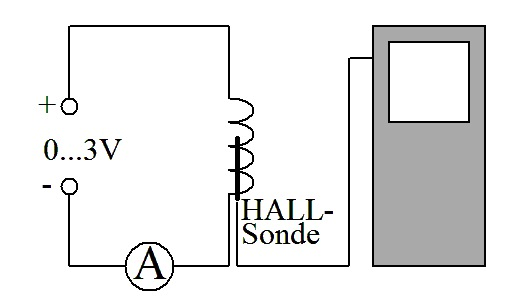 +
0...3V
-
HALL-
Sonde
A